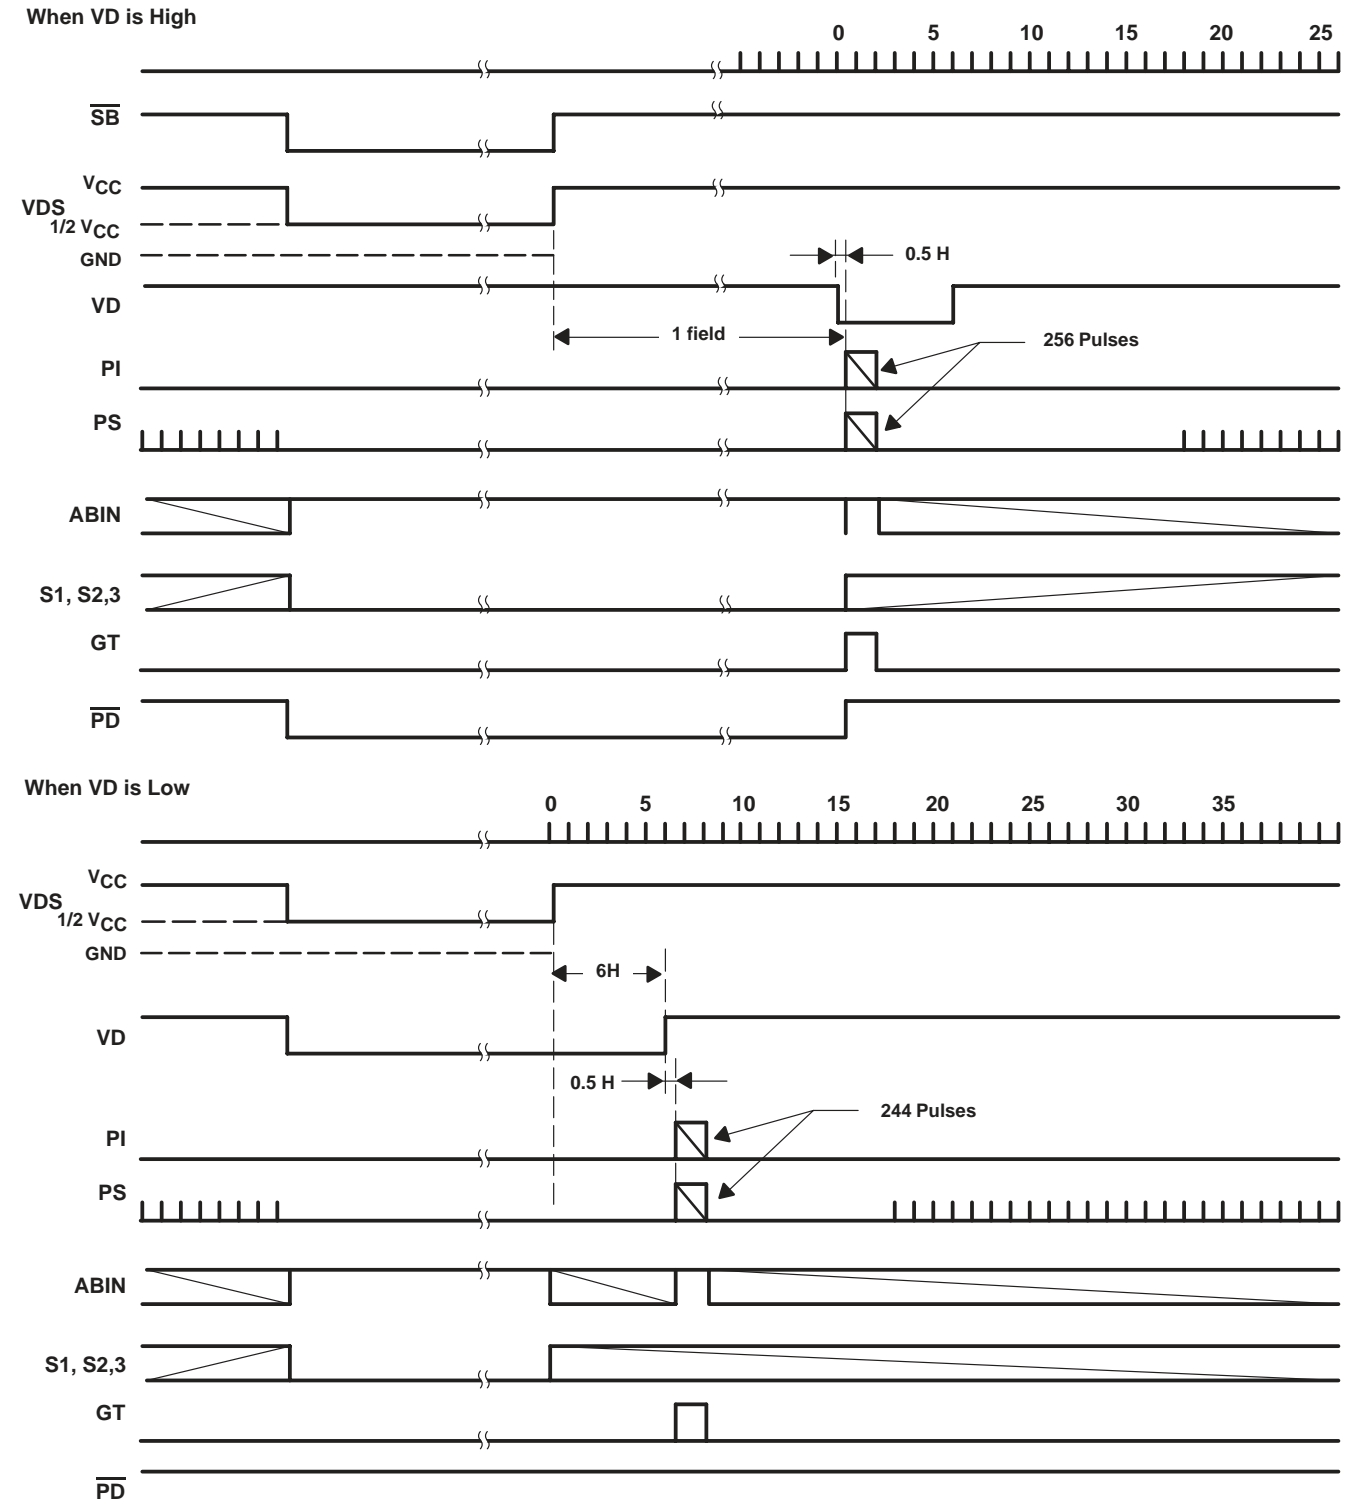 When VD is High
0 5 10 15 20 25
SB
VCC
VDS
1/2 VCC
GND
0.5 H
VD
1 field
256 Pulses
PI
PS
ABIN
S1, S2,3
GT
PD
When VD is Low
0 5 10 15 20 25 30 35
VCC
VDS
1/2 VCC
GND
6H
VD
0.5 H
244 Pulses
PI
PS
ABIN
S1, S2,3
GT
PD